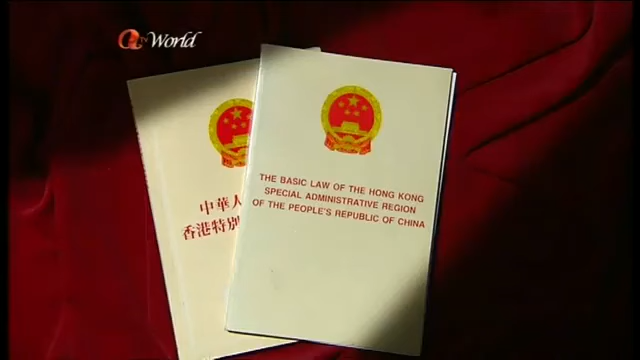 aTV World
THE BASIC LAW OF THE HONG KONG
SPECIAL ADMINISTRATIVE REGION
OF THE PEOPLE'S REPUBLIC OF CHINA
中華人
香港特別